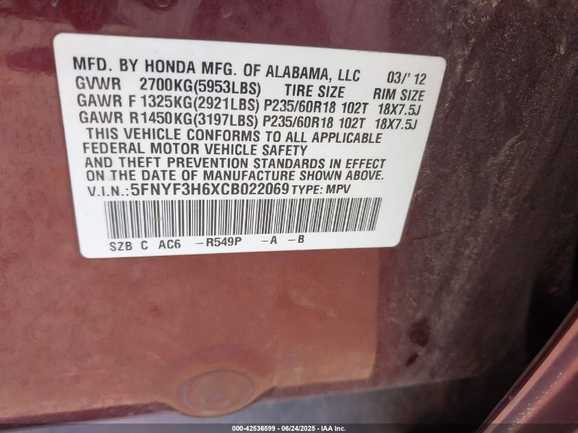 MFD. BY HONDA MFG. OF ALABAMA, LLC 03/'12
GVWR 2700KG(5953LBS) TIRE SIZE RIM SIZE
GAWR F 1325KG(2921LBS) P235/60R18 102T 18X7.5J
GAWR R1450KG(3197LBS) P235/60R18 102T 18X7.5J
THIS VEHICLE CONFORMS TO ALL APPLICABLE
FEDERAL MOTOR VEHICLE SAFETY
AND THEFT PREVENTION STANDARDS IN EFFECT
ON THE DATE OF MANUFACTURE SHOWN ABOVE.
V.I.N.:5FNYF3H6XCB022069 TYPE: MPV
SZB C AC6 -R549P -A -B
000-42536599 - 06/24/2025 - IAA Inc.